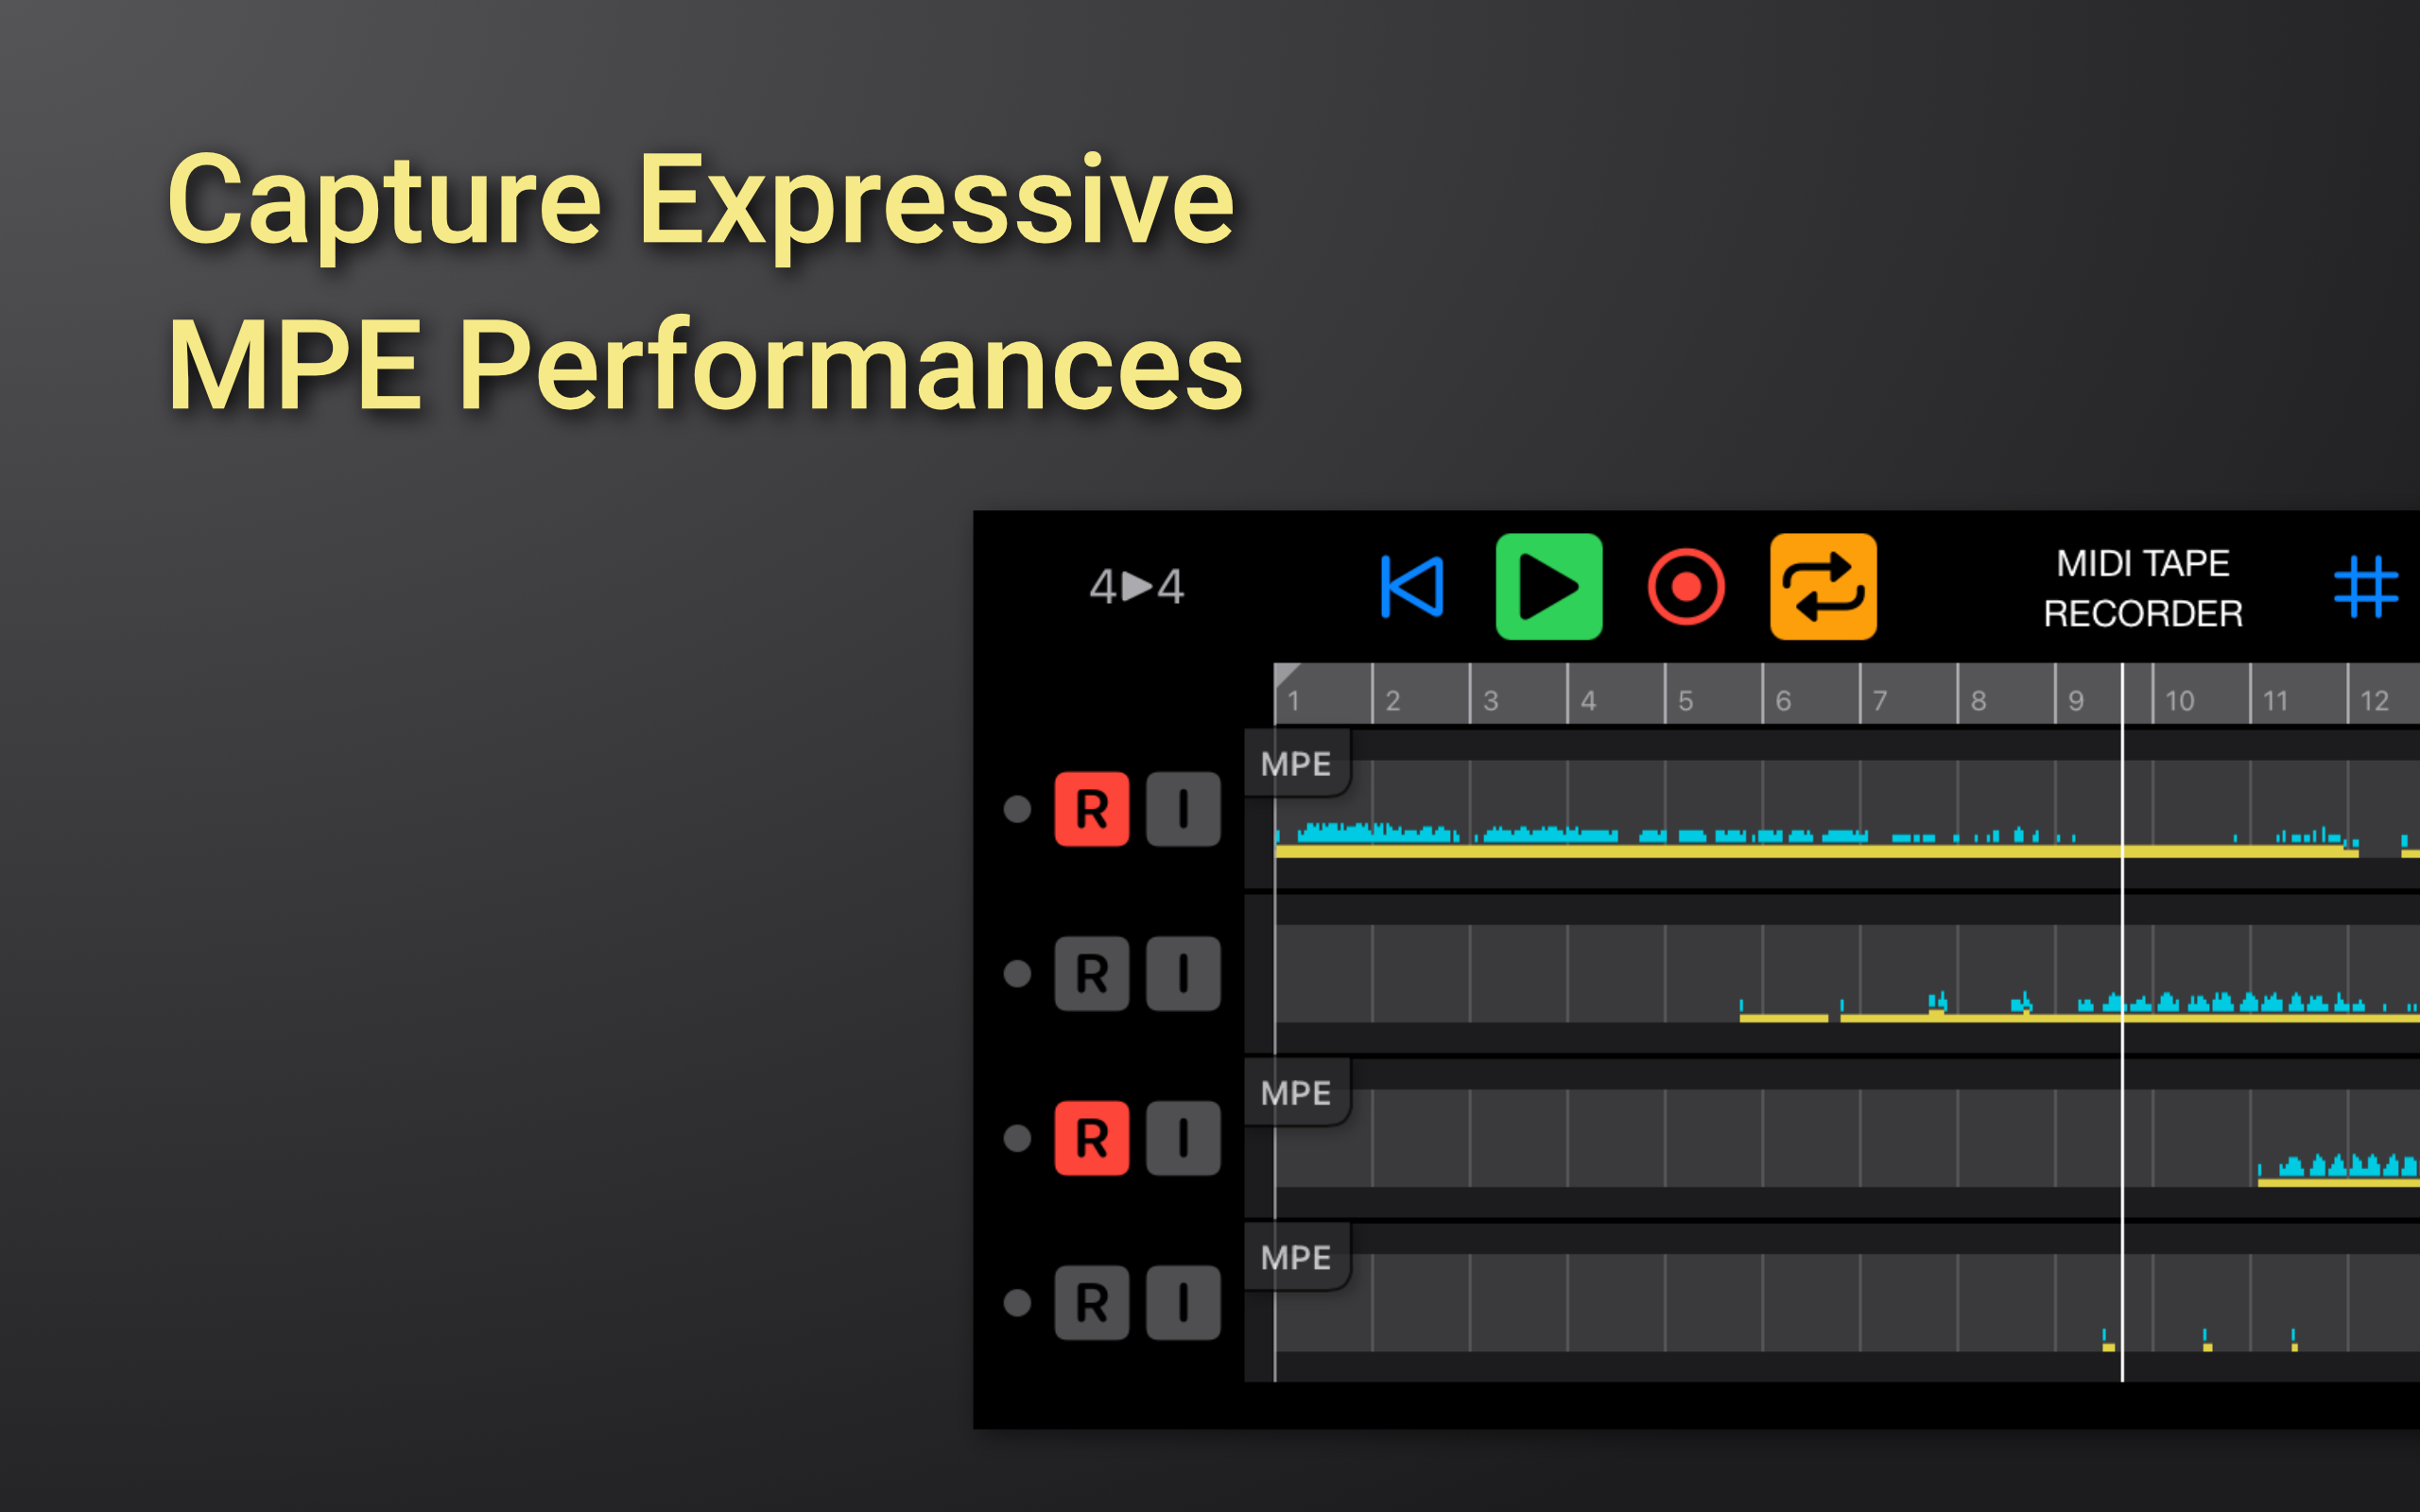 Capture Expressive
MPE Performances
4▶4
MIDI TAPE
RECORDER
1 2 3 4 5 6 7 8 9 10 11 12
MPE
R I
R I
MPE
R I
MPE
R I